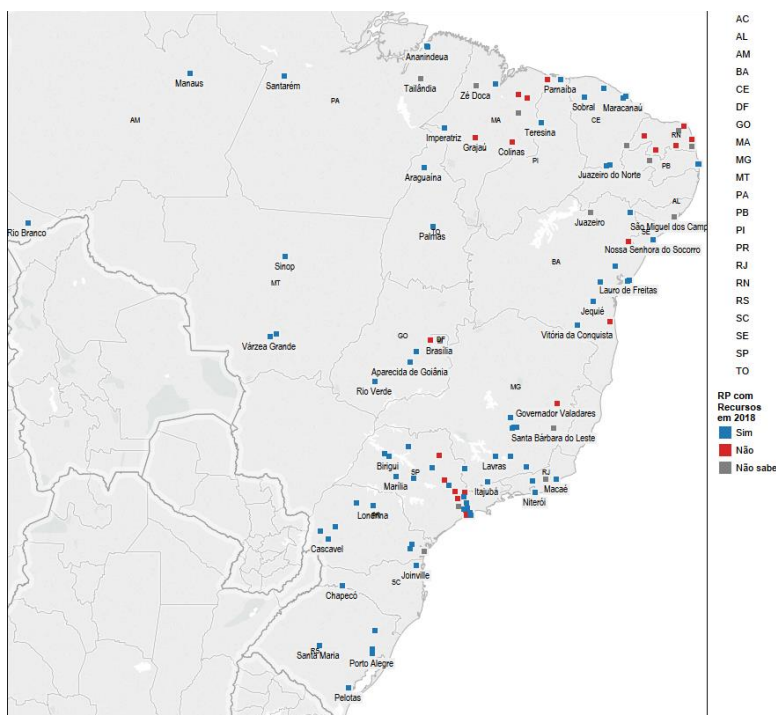 AC
AL
AM
BA
CE
DF
GO
MA
MG
MT
PA
PB
PI
PR
RJ
RN
RS
SC
SE
SP
TO
RP com
Recursos
em 2018
Sim
Não
Não sabe
Ananindeua
Manaus
Santarém
Tailândia
Zé Doca
Parnaíba
PA
Sobral
Maracanaú
AM
MA
CE
Imperatriz
Teresina
RN
Grajaú
Colinas
PI
Araguaína
Juazeiro do Norte
PB
AL
Juazeiro
São Miguel dos Camp
Rio Branco
Palmas
TO
SE
Nossa Senhora do Socorro
Sinop
BA
MT
Lauro de Freitas
Jequié
Vitória da Conquista
Várzea Grande
GO
DF
Brasília
Aparecida de Goiânia
Rio Verde
MG
Governador Valadares
Santa Bárbara do Leste
Birigui
Lavras
SP
RJ
Marília
Itajubá
Macaé
Niterói
Londrina
Cascavel
Joinville
SC
Chapecó
RS
Santa Maria
Porto Alegre
Pelotas